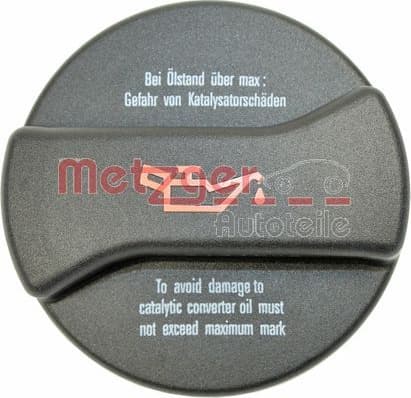 Bei Ölstand über max:
Gefahr von Katalysatorschäden
Metzger
Autoteile
To avoid damage to
catalytic converter oil must
not exceed maximum mark